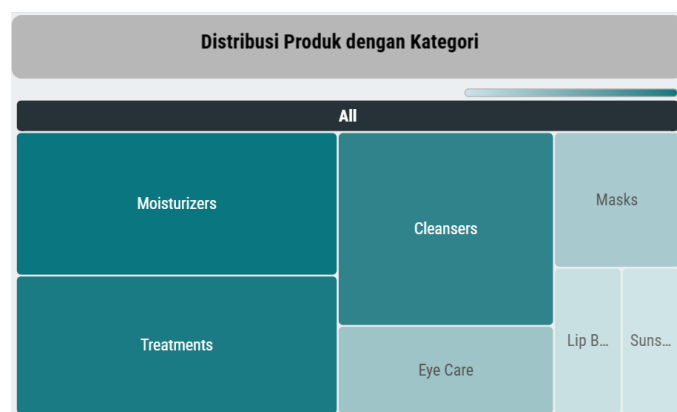 Distribusi Produk dengan Kategori
All
Moisturizers
Cleansers
Masks
Treatments
Eye Care
Lip B...
Suns...